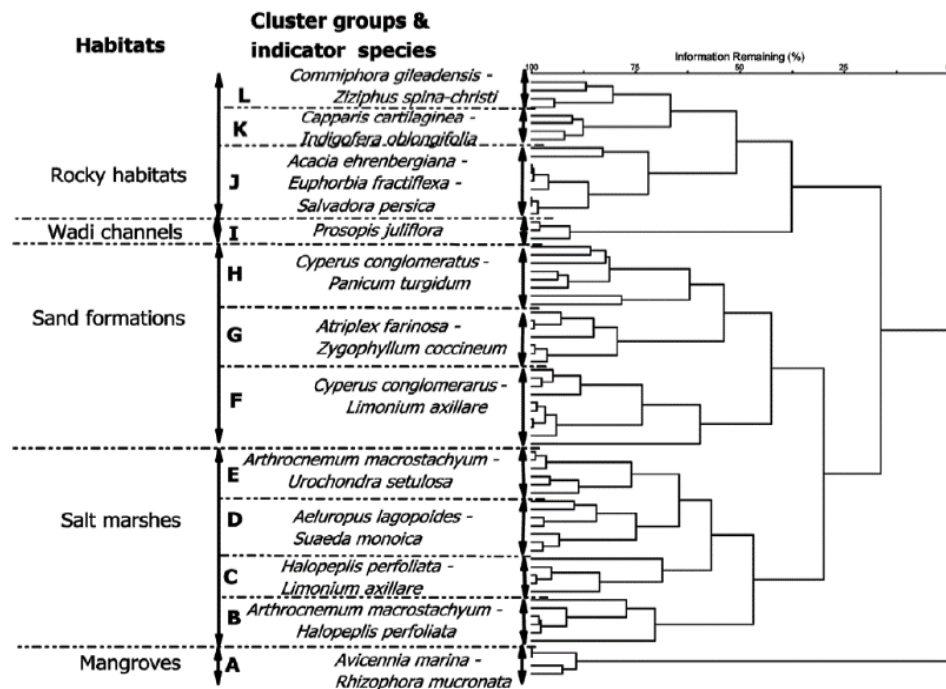 Habitats
Cluster groups &
indicator species
Information Remaining (%)
100 75 50 25
L
Commiphora gileadensis -
Ziziphus spina-christi
K
Capparis cartilaginea -
Indigofera oblongifolia
Rocky habitats
J
Acacia ehrenbergiana -
Euphorbia fractiflexa -
Salvadora persica
Wadi channels
I
Prosopis juliflora
H
Cyperus conglomeratus -
Panicum turgidum
Sand formations
G
Atriplex farinosa -
Zygophyllum coccineum
F
Cyperus conglomerarus -
Limonium axillare
E
Arthrocnemum macrostachyum -
Urochondra setulosa
Salt marshes
D
Aeluropus lagopoides -
Suaeda monoica
C
Halopeplis perfoliata -
Limonium axillare
B
Arthrocnemum macrostachyum -
Halopeplis perfoliata
Mangroves
A
Avicennia marina -
Rhizophora mucronata